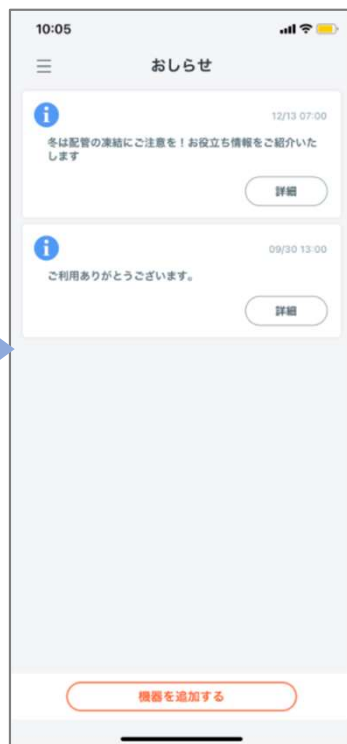 10:05
おしらせ
12/13 07:00
冬は配管の凍結にご注意を！お役立ち情報をご紹介いた
します
詳細
09/30 13:00
ご利用ありがとうございます。
詳細
機器を追加する